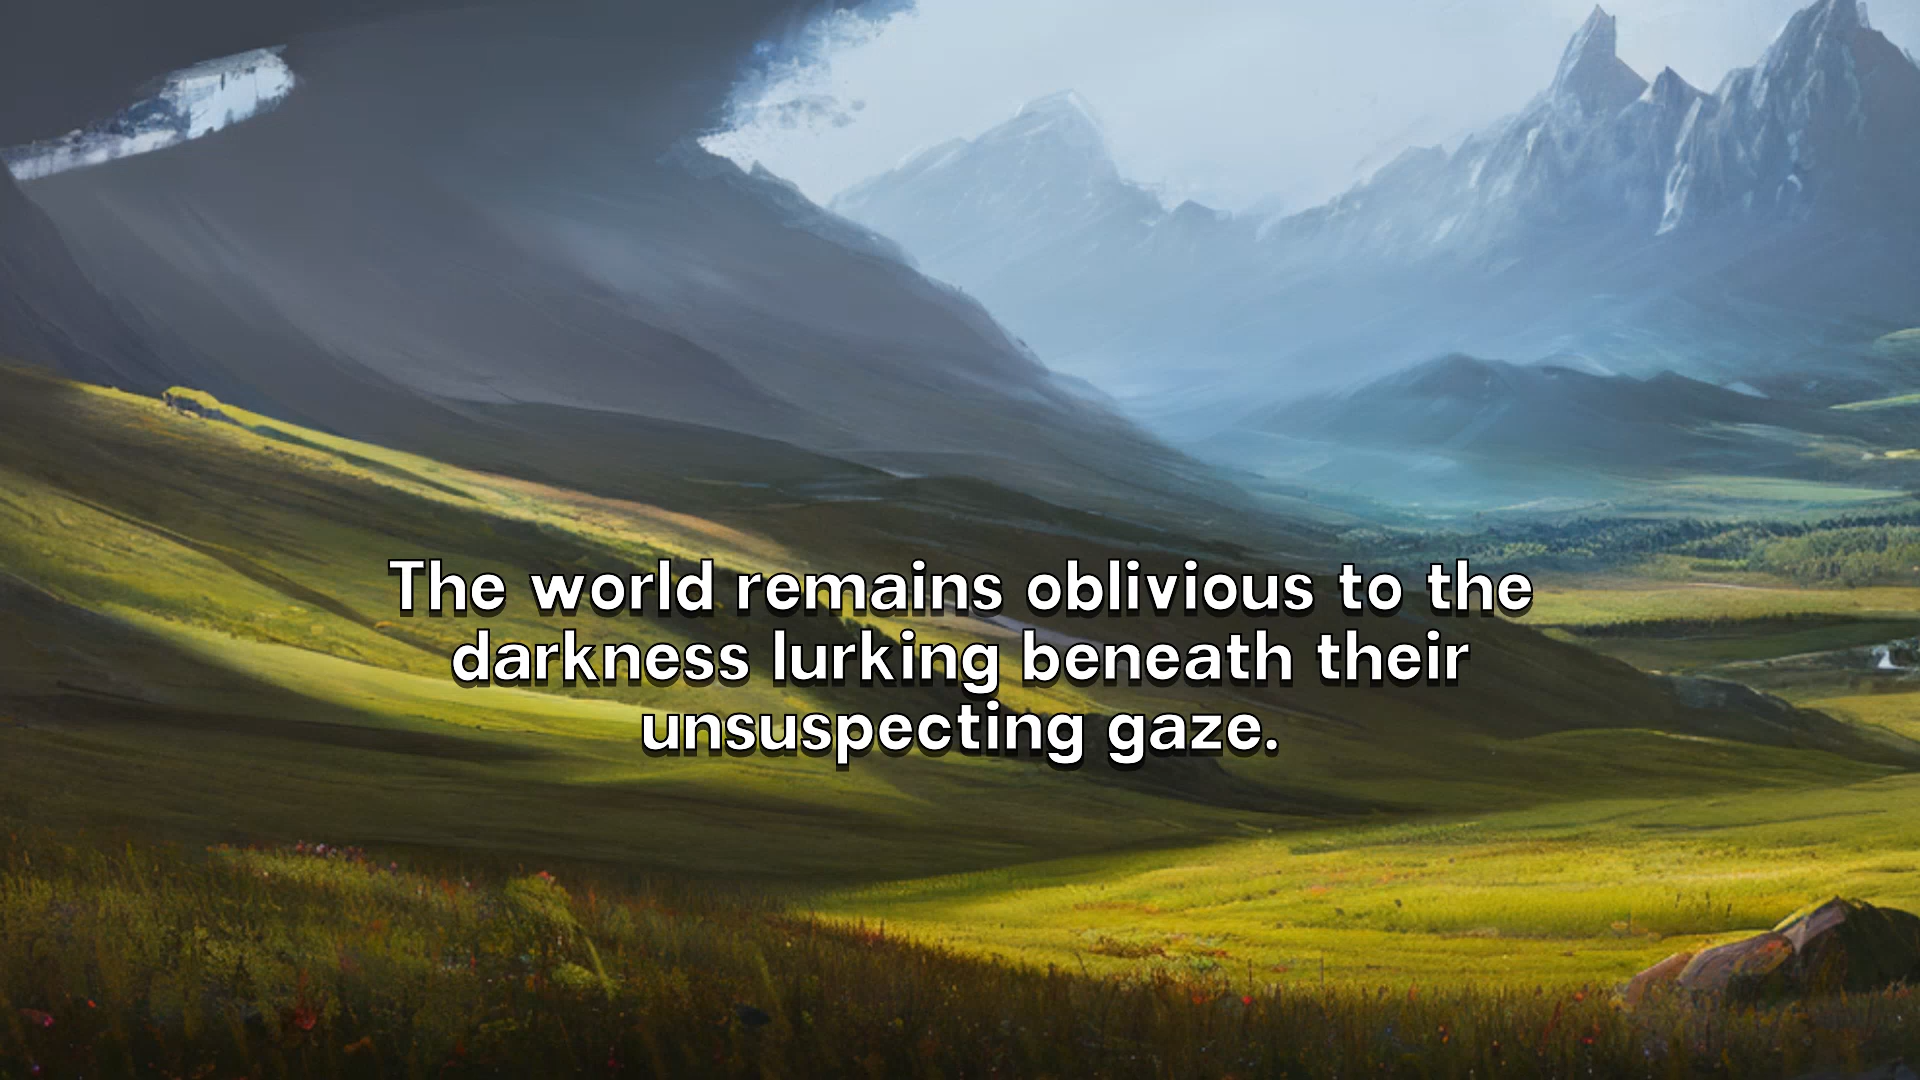 The world remains oblivious to the
darkness lurking beneath their
unsuspecting gaze.